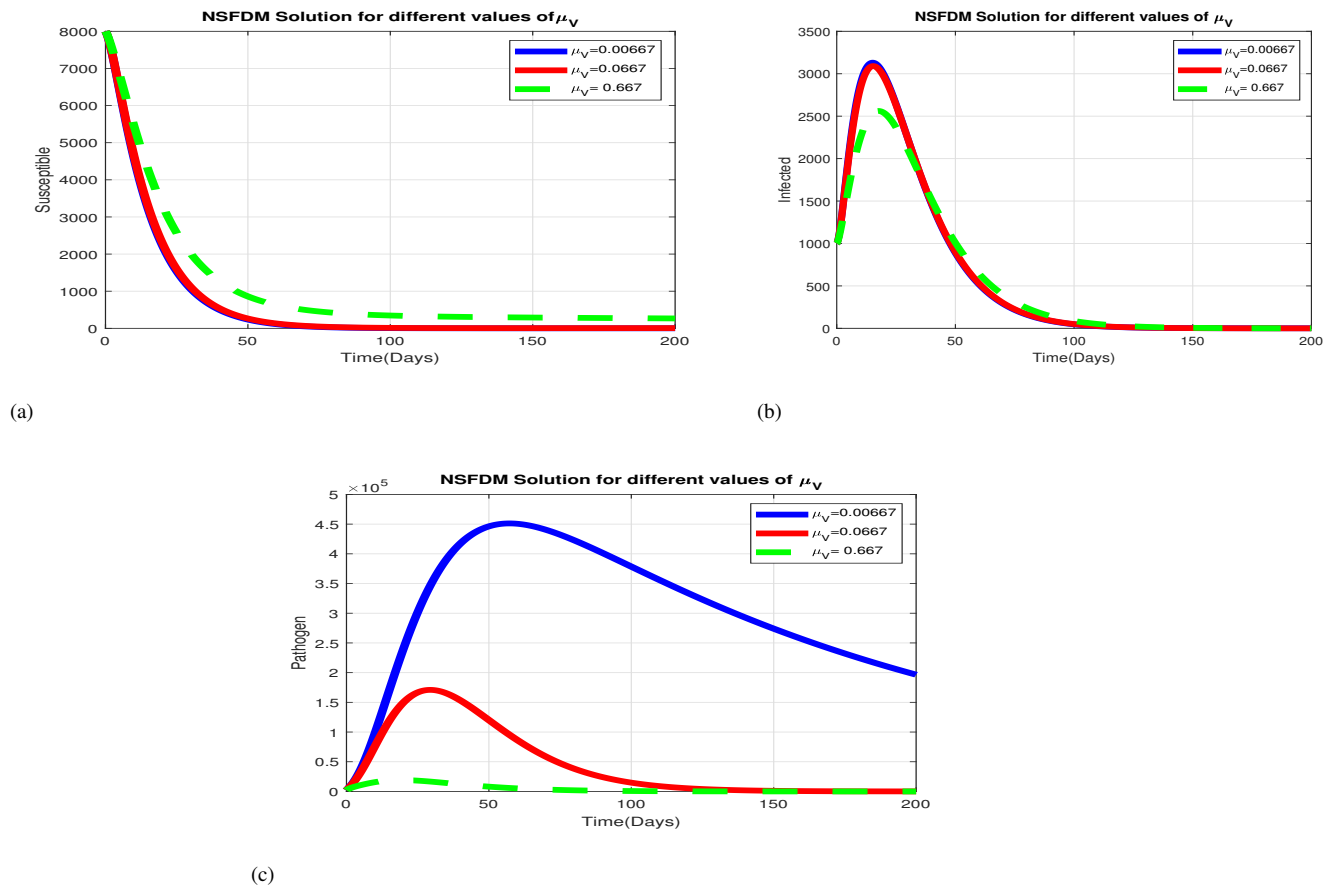 NSFDM Solution for different values of μV
8000
7000
6000
5000
4000
3000
2000
1000
0
Susceptible
0 50 100 150 200
Time(Days)
μV=0.00667
μV=0.0667
μV= 0.667
(a)
NSFDM Solution for different values of μV
3500
3000
2500
2000
1500
1000
500
0
Infected
0 50 100 150 200
Time(Days)
μV=0.00667
μV=0.0667
μV= 0.667
(b)
NSFDM Solution for different values of μV
×10^5
5
4.5
4
3.5
3
2.5
2
1.5
1
0.5
0
Pathogen
0 50 100 150 200
Time(Days)
μV=0.00667
μV=0.0667
μV= 0.667
(c)